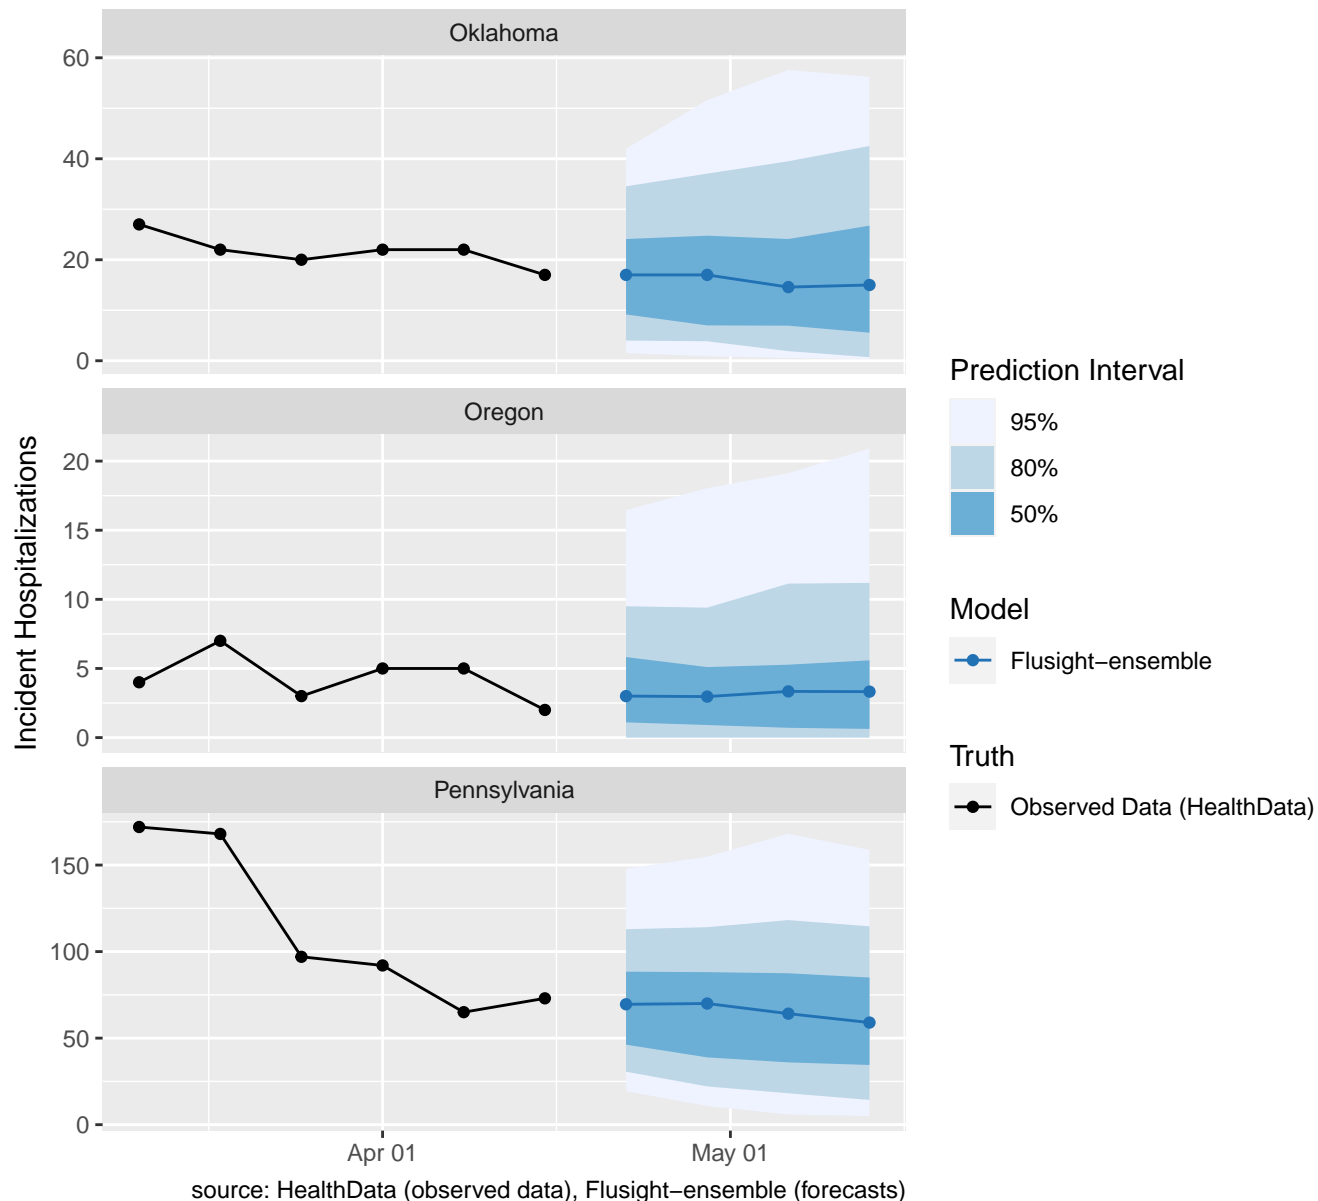 Oklahoma
60
40
20
0
Oregon
20
15
10
5
0
Pennsylvania
150
100
50
0
Apr 01
May 01
Incident Hospitalizations
source: HealthData (observed data), Flusight−ensemble (forecasts)
Prediction Interval
95%
80%
50%
Model
Flusight−ensemble
Truth
Observed Data (HealthData)